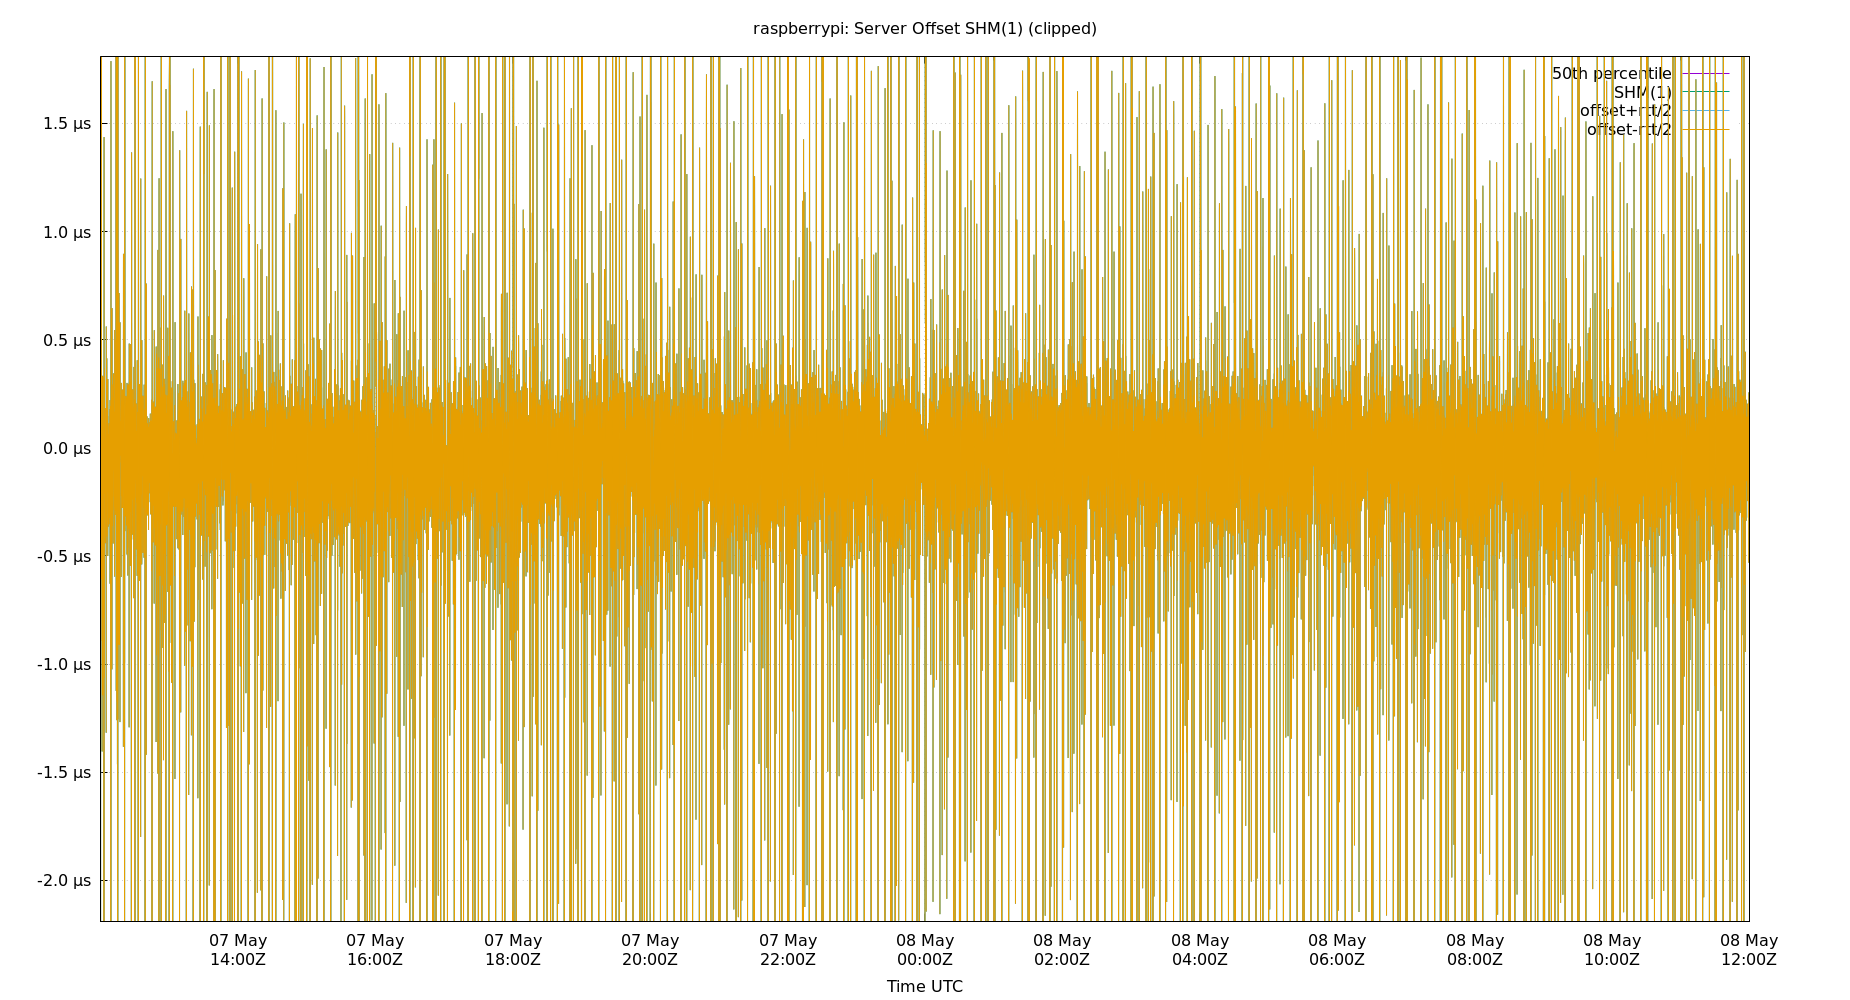 raspberrypi: Server Offset SHM(1) (clipped)
50th percentile
SHM(1)
offset+rtt/2
offset-rtt/2
1.5 µs
1.0 µs
0.5 µs
0.0 µs
-0.5 µs
-1.0 µs
-1.5 µs
-2.0 µs
07 May 07 May 07 May 07 May 07 May 08 May 08 May 08 May 08 May 08 May 08 May 08 May
14:00Z 16:00Z 18:00Z 20:00Z 22:00Z 00:00Z 02:00Z 04:00Z 06:00Z 08:00Z 10:00Z 12:00Z
Time UTC